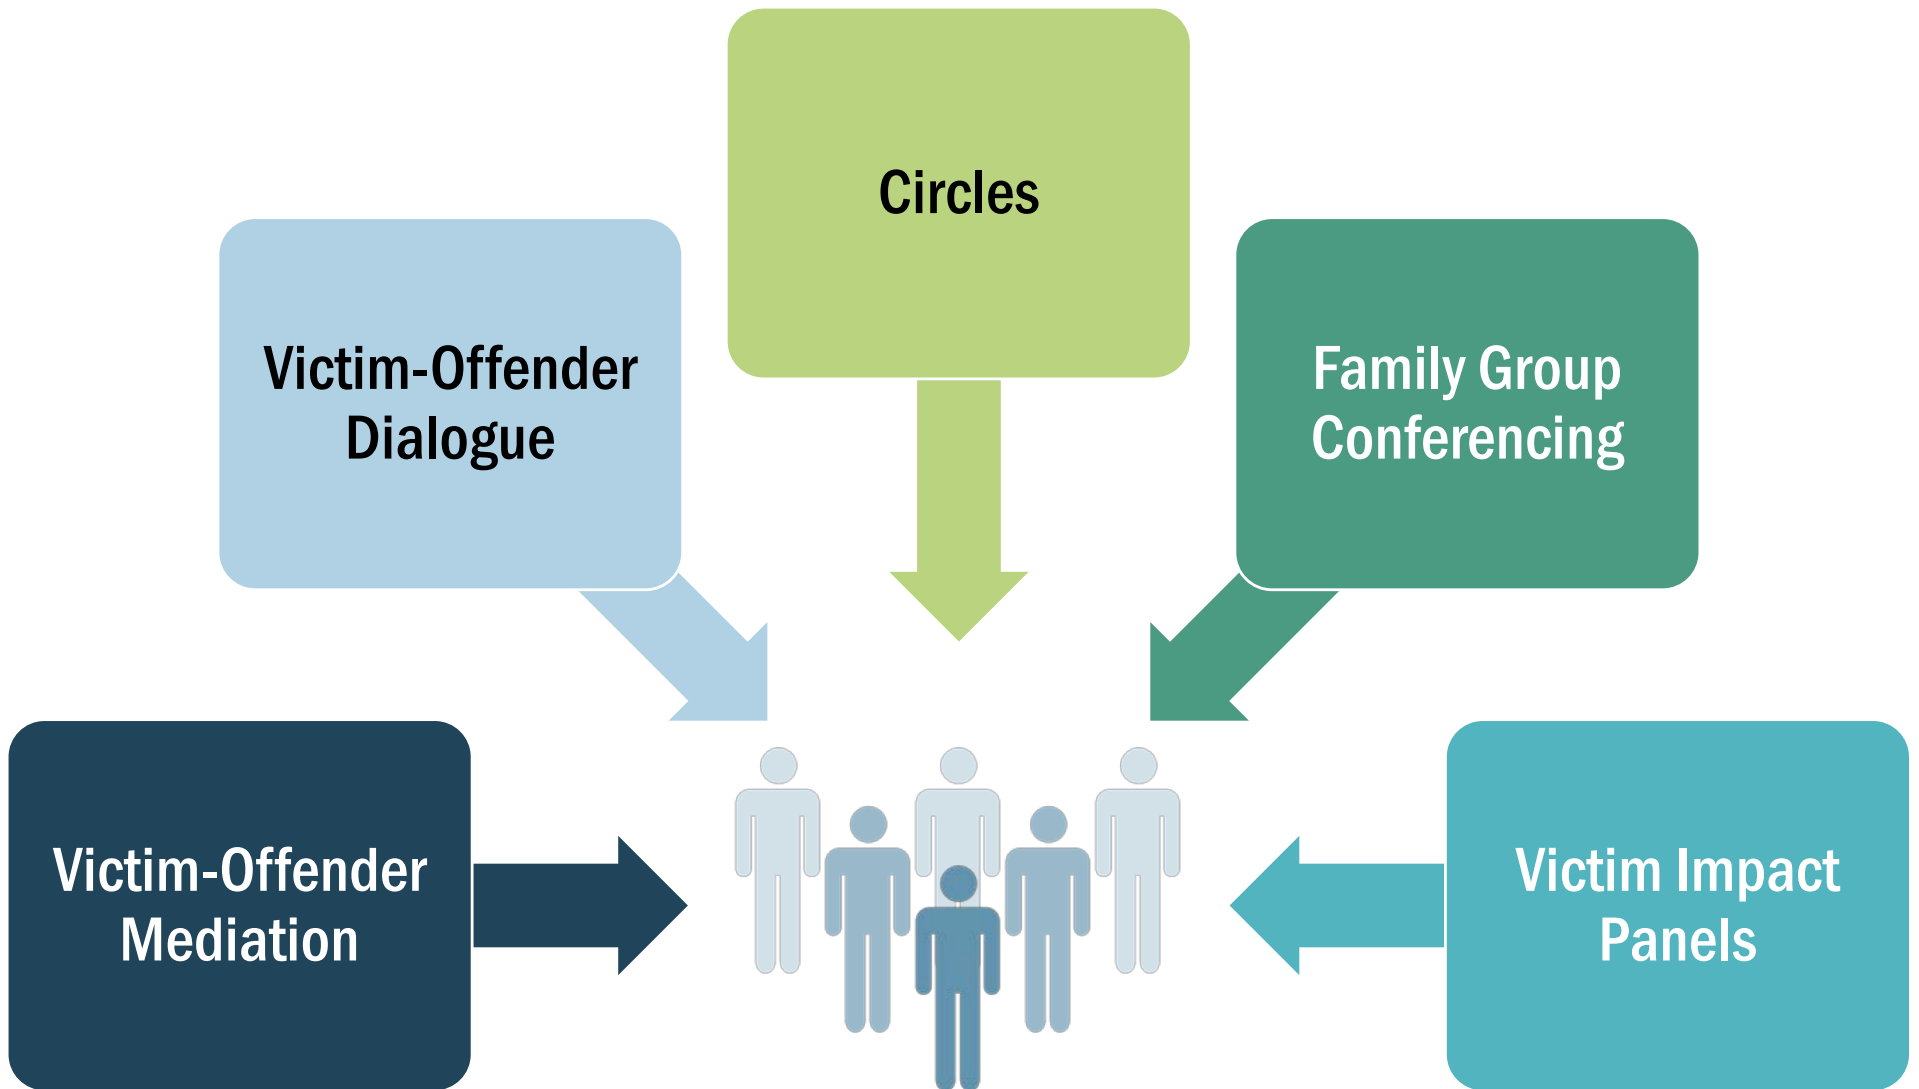 Circles
Victim-Offender
Dialogue
Family Group
Conferencing
Victim-Offender
Mediation
Victim Impact
Panels